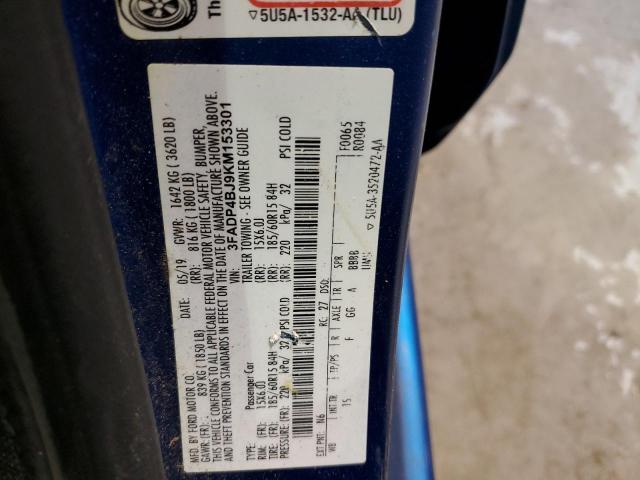 Th
▽5U5A-1532-AA (TLU)
MFD. BY FORD MOTOR CO.
DATE: 05/19 GVWR: 1642 KG ( 3620 LB)
GAWR: (FR): 839 KG (1850 LB) (RR): 816 KG (1800 LB)
THIS VEHICLE CONFORMS TO ALL APPLICABLE FEDERAL MOTOR VEHICLE SAFETY, BUMPER,
AND THEFT PREVENTION STANDARDS IN EFFECT ON THE DATE OF MANUFACTURE SHOWN ABOVE.
VIN: 3FADP4BJ9KM153301
TYPE: Passenger Car TRAILER TOWING - SEE OWNER GUIDE
RIM: (FR): 15X6.0J (RR): 15X6.0J
TIRE: (FR): 185/60R15 84H (RR): 185/60R15 84H
PRESSURE: (FR): 220 kPa/ 32 PSI COLD (RR): 220 kPa/ 32 PSI COLD
EXT PNT: N6 RC: 27 DSO: F0065
WB INT TR TP/PS R AXLE TR SPR R0084
15 F GG A BBBB
▽ 5U5A-3520472-AA